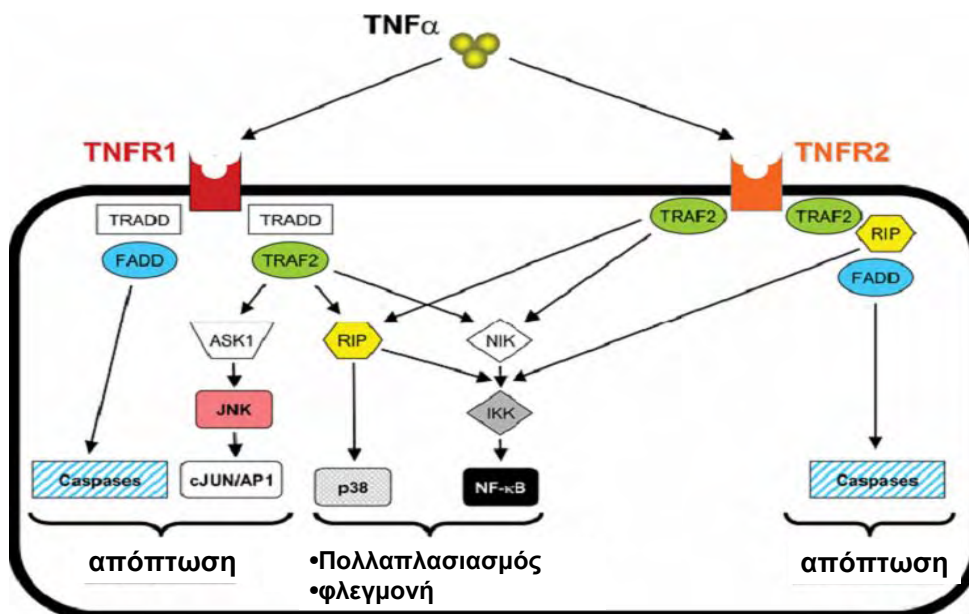 TNFα
TNFR1
TNFR2
TRADD
TRADD
TRAF2
TRAF2
RIP
FADD
TRAF2
FADD
ASK1
RIP
NIK
JNK
IKK
Caspases
cJUN/AP1
p38
NF-κB
Caspases
απόπτωση
•Πολλαπλασιασμός
•φλεγμονή
απόπτωση